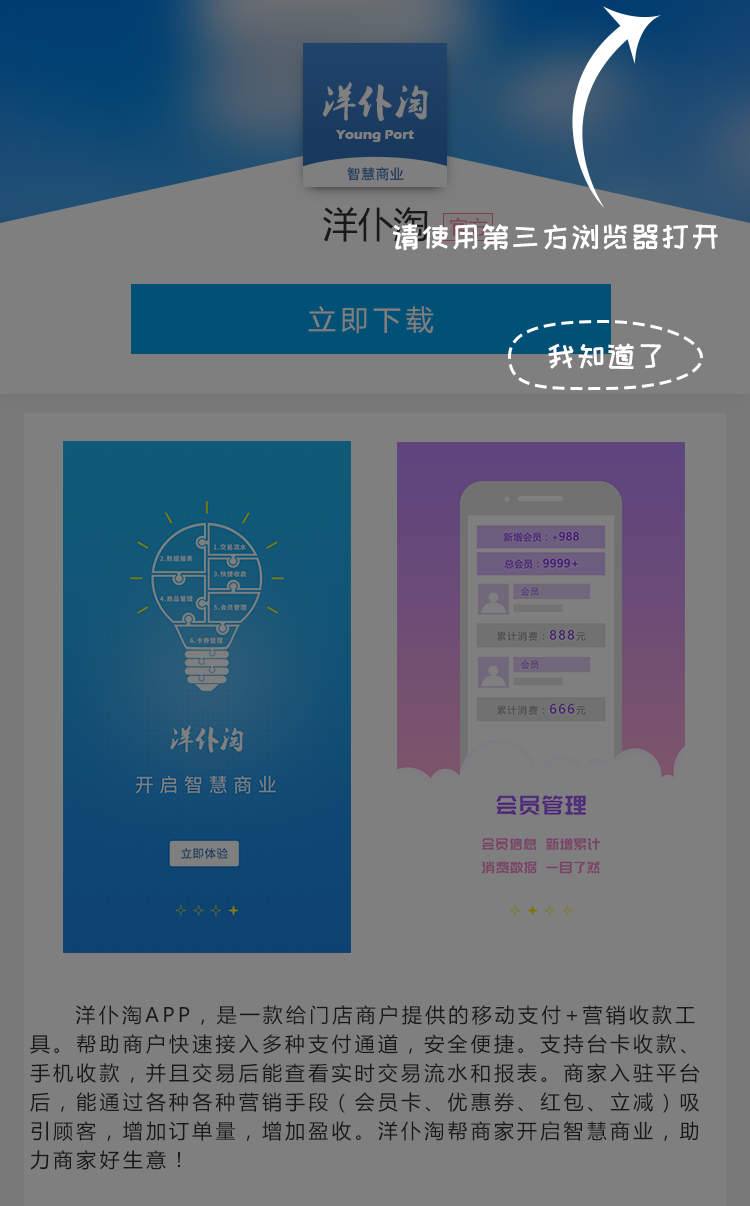 洋仆淘
Young Port
智慧商业
洋仆淘 官方
请使用第三方浏览器打开
立即下载
我知道了
1.交易流水
2.数据报表
3.快捷收款
4.商品管理
5.会员管理
6.卡券管理
洋仆淘
开启智慧商业
立即体验
新增会员：+988
总会员：9999+
会员
累计消费：888元
会员
累计消费：666元
会员管理
会员信息 新增累计
消费数据 一目了然
洋仆淘APP，是一款给门店商户提供的移动支付+营销收款工
具。帮助商户快速接入多种支付通道，安全便捷。支持台卡收款、
手机收款，并且交易后能查看实时交易流水和报表。商家入驻平台
后，能通过各种各种营销手段（会员卡、优惠券、红包、立减）吸
引顾客，增加订单量，增加盈收。洋仆淘帮商家开启智慧商业，助
力商家好生意！